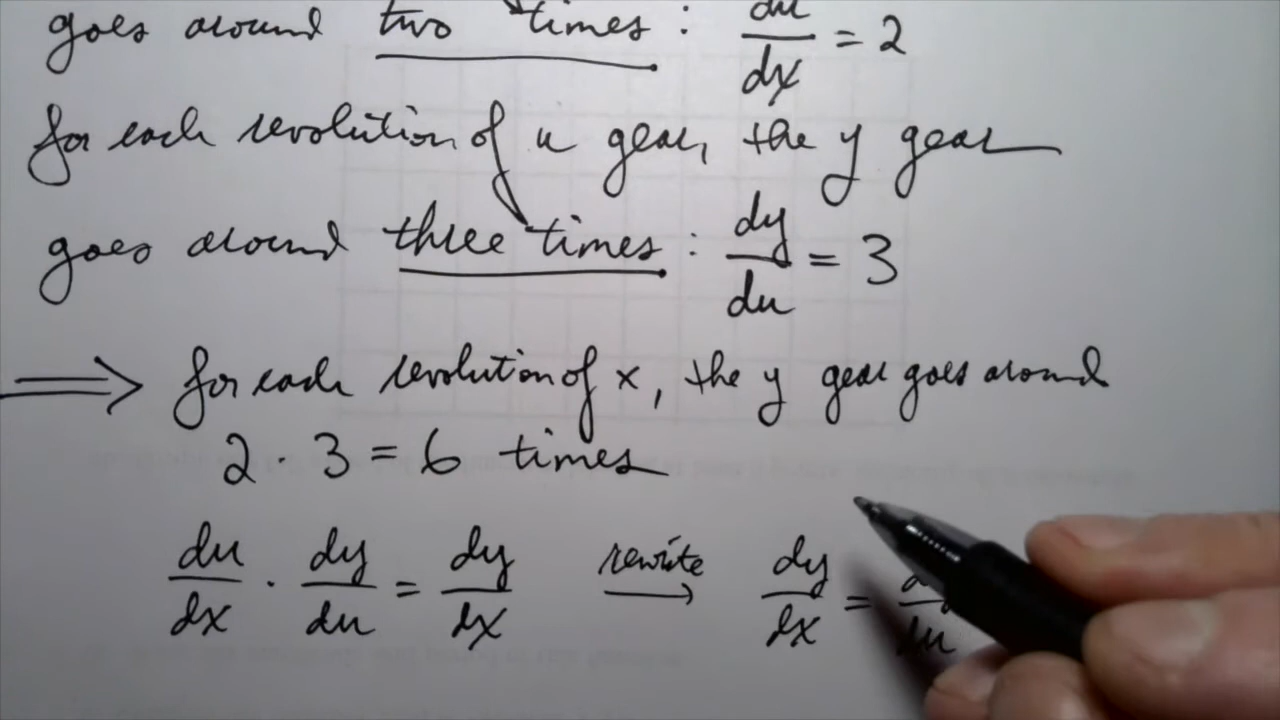 goes around two times : du/dx = 2
for each revolution of u gear, the y gear
goes around three times : dy/du = 3
⟹ for each revolution of x, the y gear goes around
2 · 3 = 6 times
du/dx · dy/du = dy/dx rewrite → dy/dx = /du